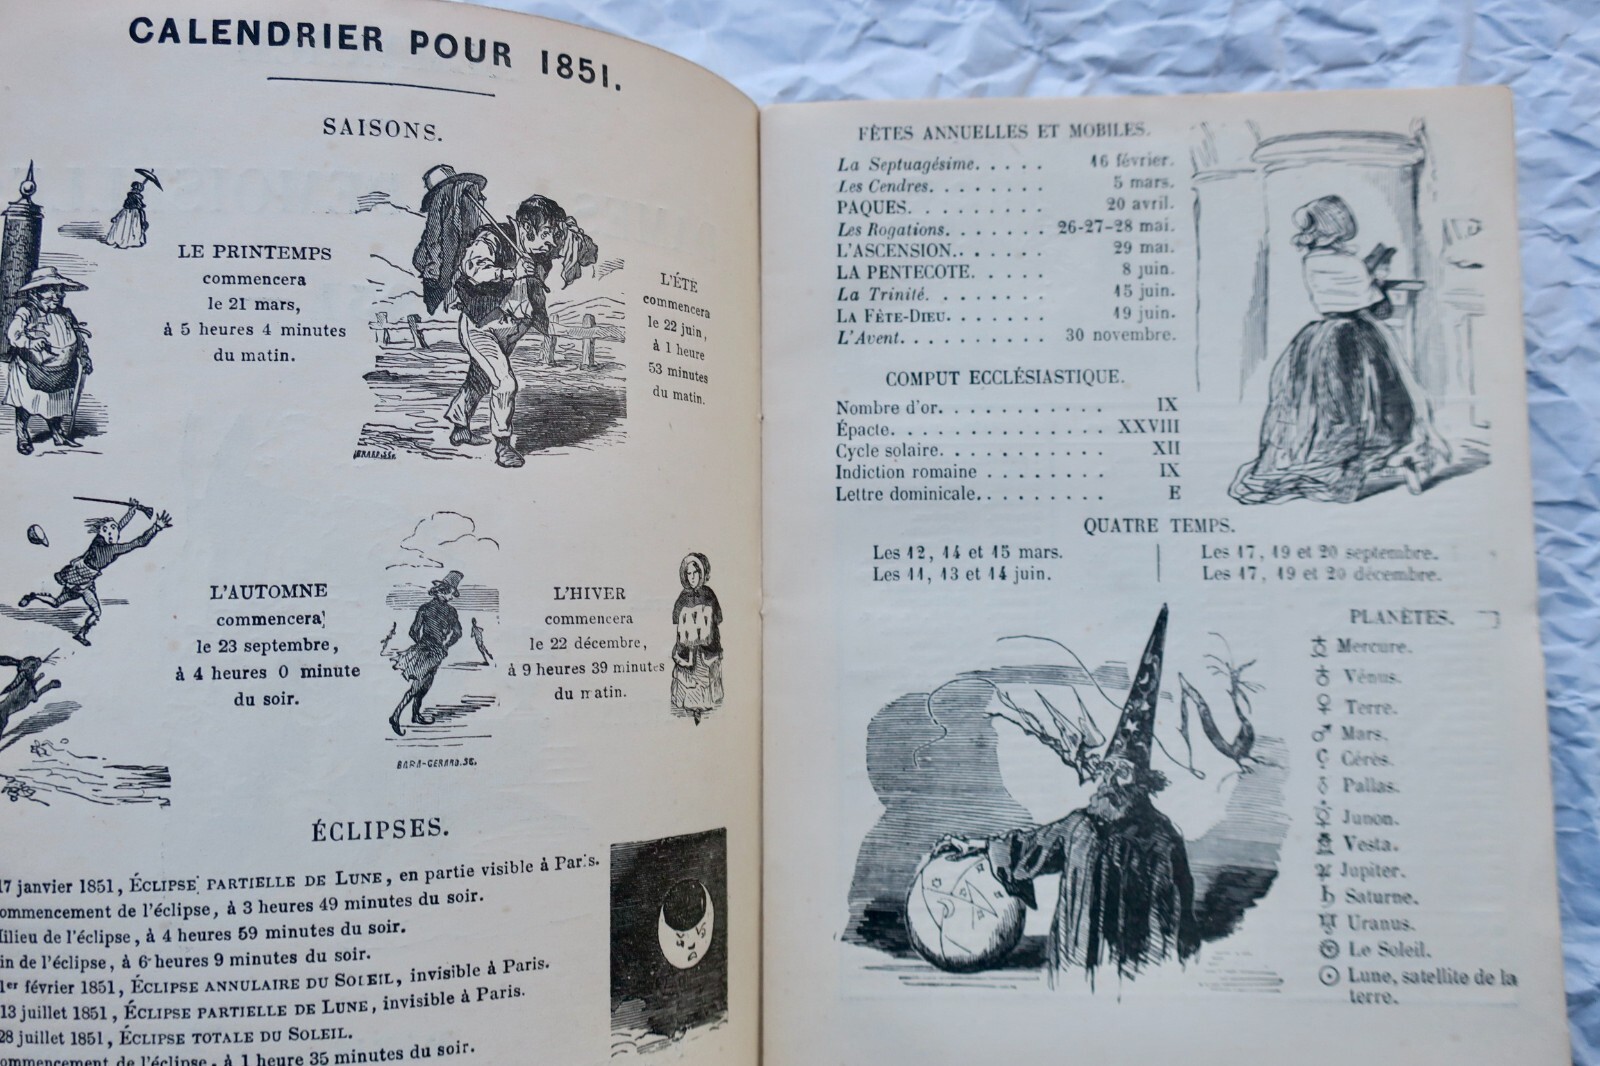 CALENDRIER POUR 1851.
SAISONS.
LE PRINTEMPS
commencera
le 21 mars,
à 5 heures 4 minutes
du matin.
L'ÉTÉ
commencera
le 22 juin,
à 1 heure
53 minutes
du matin.
L'AUTOMNE
commencera
le 23 septembre,
à 4 heures 0 minute
du soir.
L'HIVER
commencera
le 22 décembre,
à 9 heures 39 minutes
du matin.
BARA-GERARD.SC.
ÉCLIPSES.
17 janvier 1851, ÉCLIPSE PARTIELLE DE LUNE, en partie visible à Paris.
ommencement de l'éclipse, à 3 heures 49 minutes du soir.
ilieu de l'éclipse, à 4 heures 59 minutes du soir.
in de l'éclipse, à 6 heures 9 minutes du soir.
1er février 1851, ÉCLIPSE ANNULAIRE DU SOLEIL, invisible à Paris.
13 juillet 1851, ÉCLIPSE PARTIELLE DE LUNE, invisible à Paris.
28 juillet 1851, ÉCLIPSE TOTALE DU SOLEIL.
ommencement de l'éclipse, à 1 heure 35 minutes du soir.
FÊTES ANNUELLES ET MOBILES.
La Septuagésime. . . . . 16 février.
Les Cendres. . . . . . . . 5 mars.
PAQUES. . . . . . . . . 20 avril.
Les Rogations. . . . . . . 26-27-28 mai.
L'ASCENSION. . . . . . . 29 mai.
LA PENTECOTE. . . . . 8 juin.
La Trinité. . . . . . . . 15 juin.
LA FÊTE-DIEU. . . . . . . 19 juin.
L'Avent. . . . . . . . . . 30 novembre.
COMPUT ECCLÉSIASTIQUE.
Nombre d'or. . . . . . . . . . . IX
Épacte. . . . . . . . . . . . . . XXVIII
Cycle solaire. . . . . . . . . . . XII
Indiction romaine . . . . . . . . IX
Lettre dominicale. . . . . . . . . E
QUATRE TEMPS.
Les 12, 14 et 15 mars.
Les 11, 13 et 14 juin.
Les 17, 19 et 20 septembre.
Les 17, 19 et 20 décembre.
PLANÈTES.
Mercure.
♁ Vénus.
♀ Terre.
♂ Mars.
Cérès.
Pallas.
Junon.
Vesta.
♃ Jupiter.
♄ Saturne.
Uranus.
Le Soleil.
☉ Lune, satellite de la
terre.